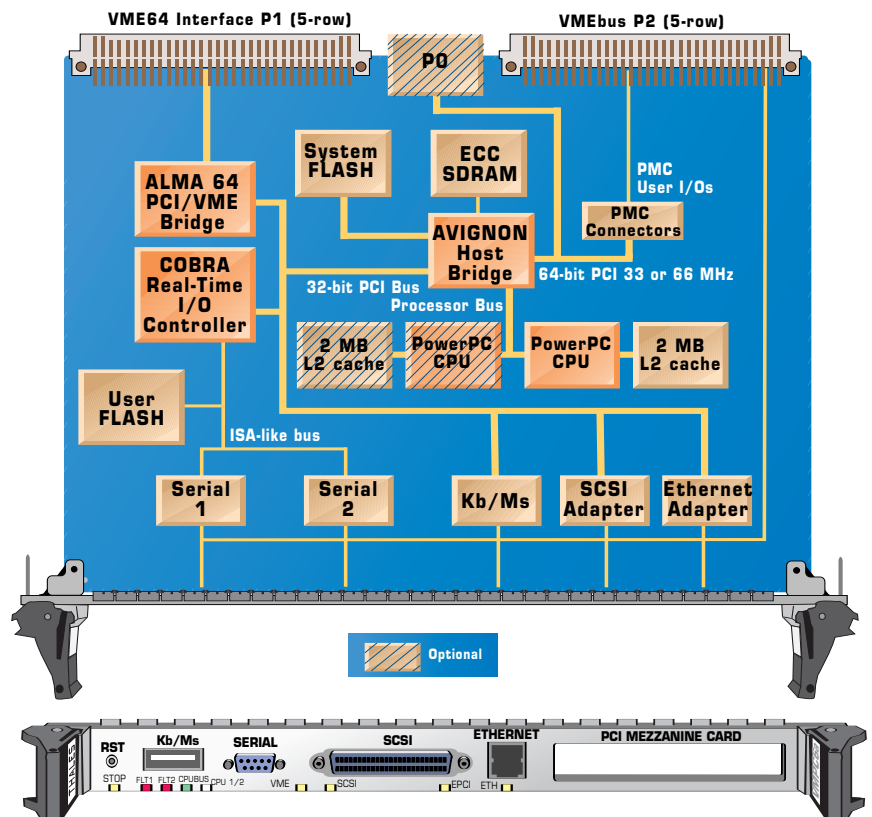 VME64 Interface P1 (5-row)
VMEbus P2 (5-row)
P0
System
FLASH
ECC
SDRAM
PMC
User I/Os
ALMA 64
PCI/VME
Bridge
PMC
Connectors
AVIGNON
Host
Bridge
COBRA
Real-Time
I/O
Controller
32-bit PCI Bus
64-bit PCI 33 or 66 MHz
Processor Bus
2 MB
L2 cache
PowerPC
CPU
PowerPC
CPU
2 MB
L2 cache
User
FLASH
ISA-like bus
Serial
1
Serial
2
Kb/Ms
SCSI
Adapter
Ethernet
Adapter
Optional
THALES
RST
Kb/Ms
SERIAL
SCSI
ETHERNET
PCI MEZZANINE CARD
STOP
FLT1
FLT2
CPUBUS
CPU 1/2
VME
SCSI
EPCI
ETH